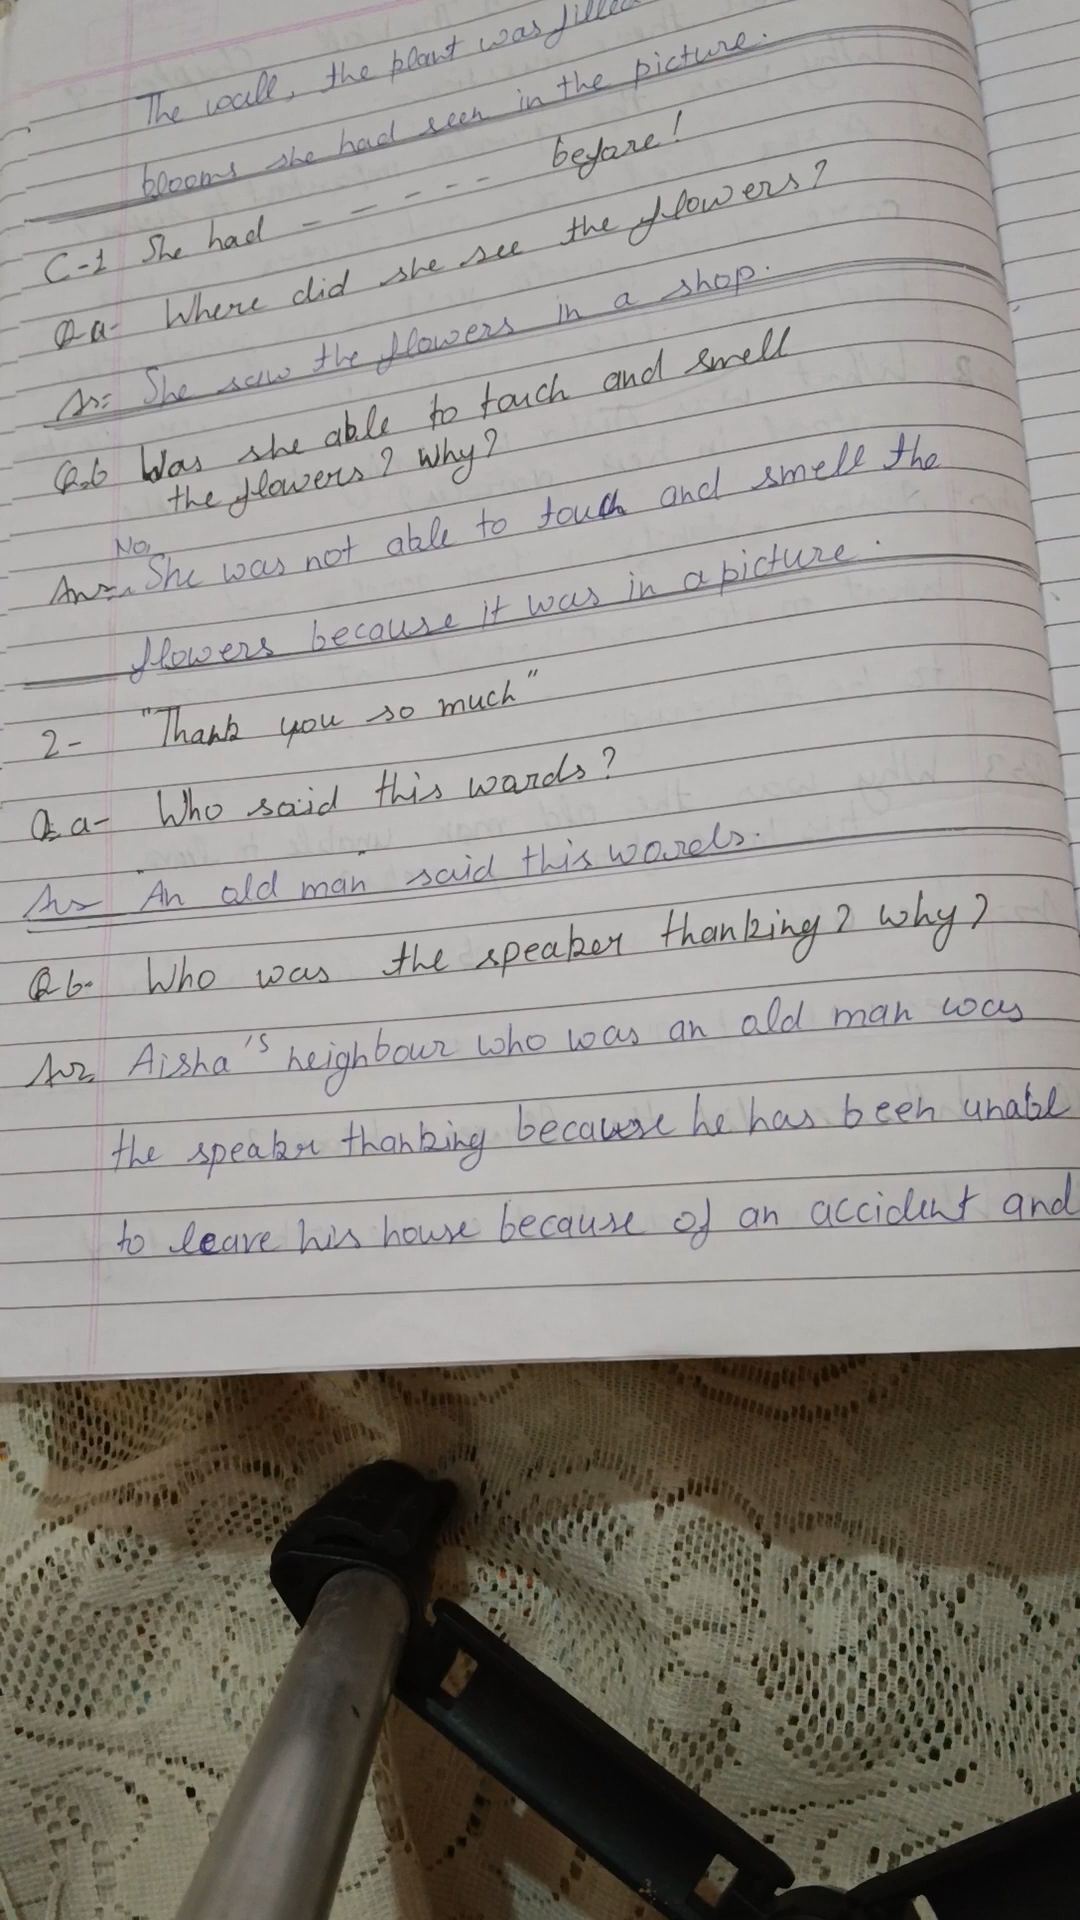 The wall, the plant was filled
blooms she had seen in the picture.
C-1 She had - - - - - before!
Q a- Where did she see the flowers?
Ans= She saw the flowers in a shop.
Q.b Was she able to touch and smell
the flowers? Why?
No,
Ans= She was not able to touch and smell the
flowers because it was in a picture.
2- "Thank you so much"
Q a- Who said this words?
Ans An old man said this words.
Q b- Who was the speaker thanking? why?
Ans Aisha's neighbour who was an old man was
the speaker thanking because he has been unabl
to leave his house because of an accident and